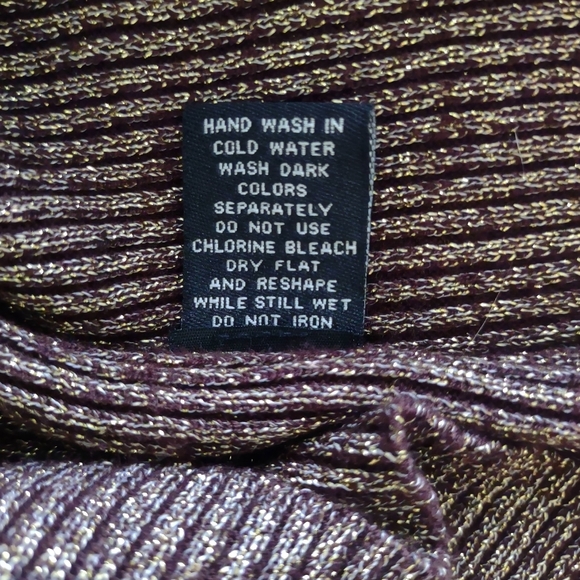 HAND WASH IN
COLD WATER
WASH DARK
COLORS
SEPARATELY
DO NOT USE
CHLORINE BLEACH
DRY FLAT
AND RESHAPE
WHILE STILL WET
DO NOT IRON